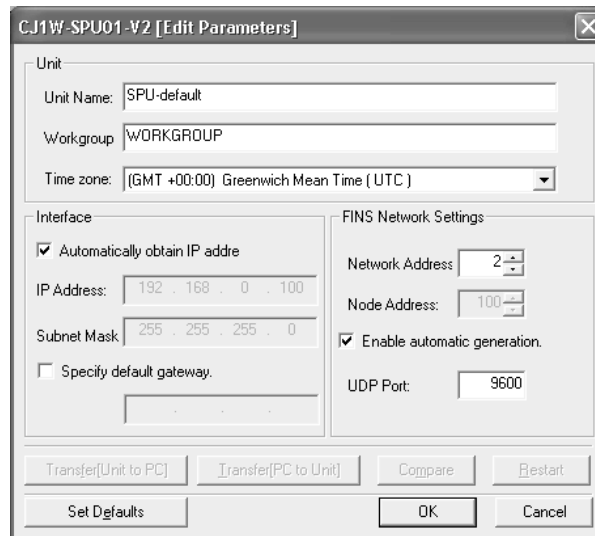 CJ1W-SPU01-V2 [Edit Parameters]
Unit
Unit Name: SPU-default
Workgroup WORKGROUP
Time zone: (GMT +00:00) Greenwich Mean Time ( UTC )
Interface
Automatically obtain IP addre
IP Address: 192 . 168 . 0 . 100
Subnet Mask 255 . 255 . 255 . 0
Specify default gateway.
. . .
FINS Network Settings
Network Address 2
Node Address: 100
Enable automatic generation.
UDP Port: 9600
Transfer[Unit to PC] Transfer[PC to Unit] Compare Restart
Set Defaults OK Cancel